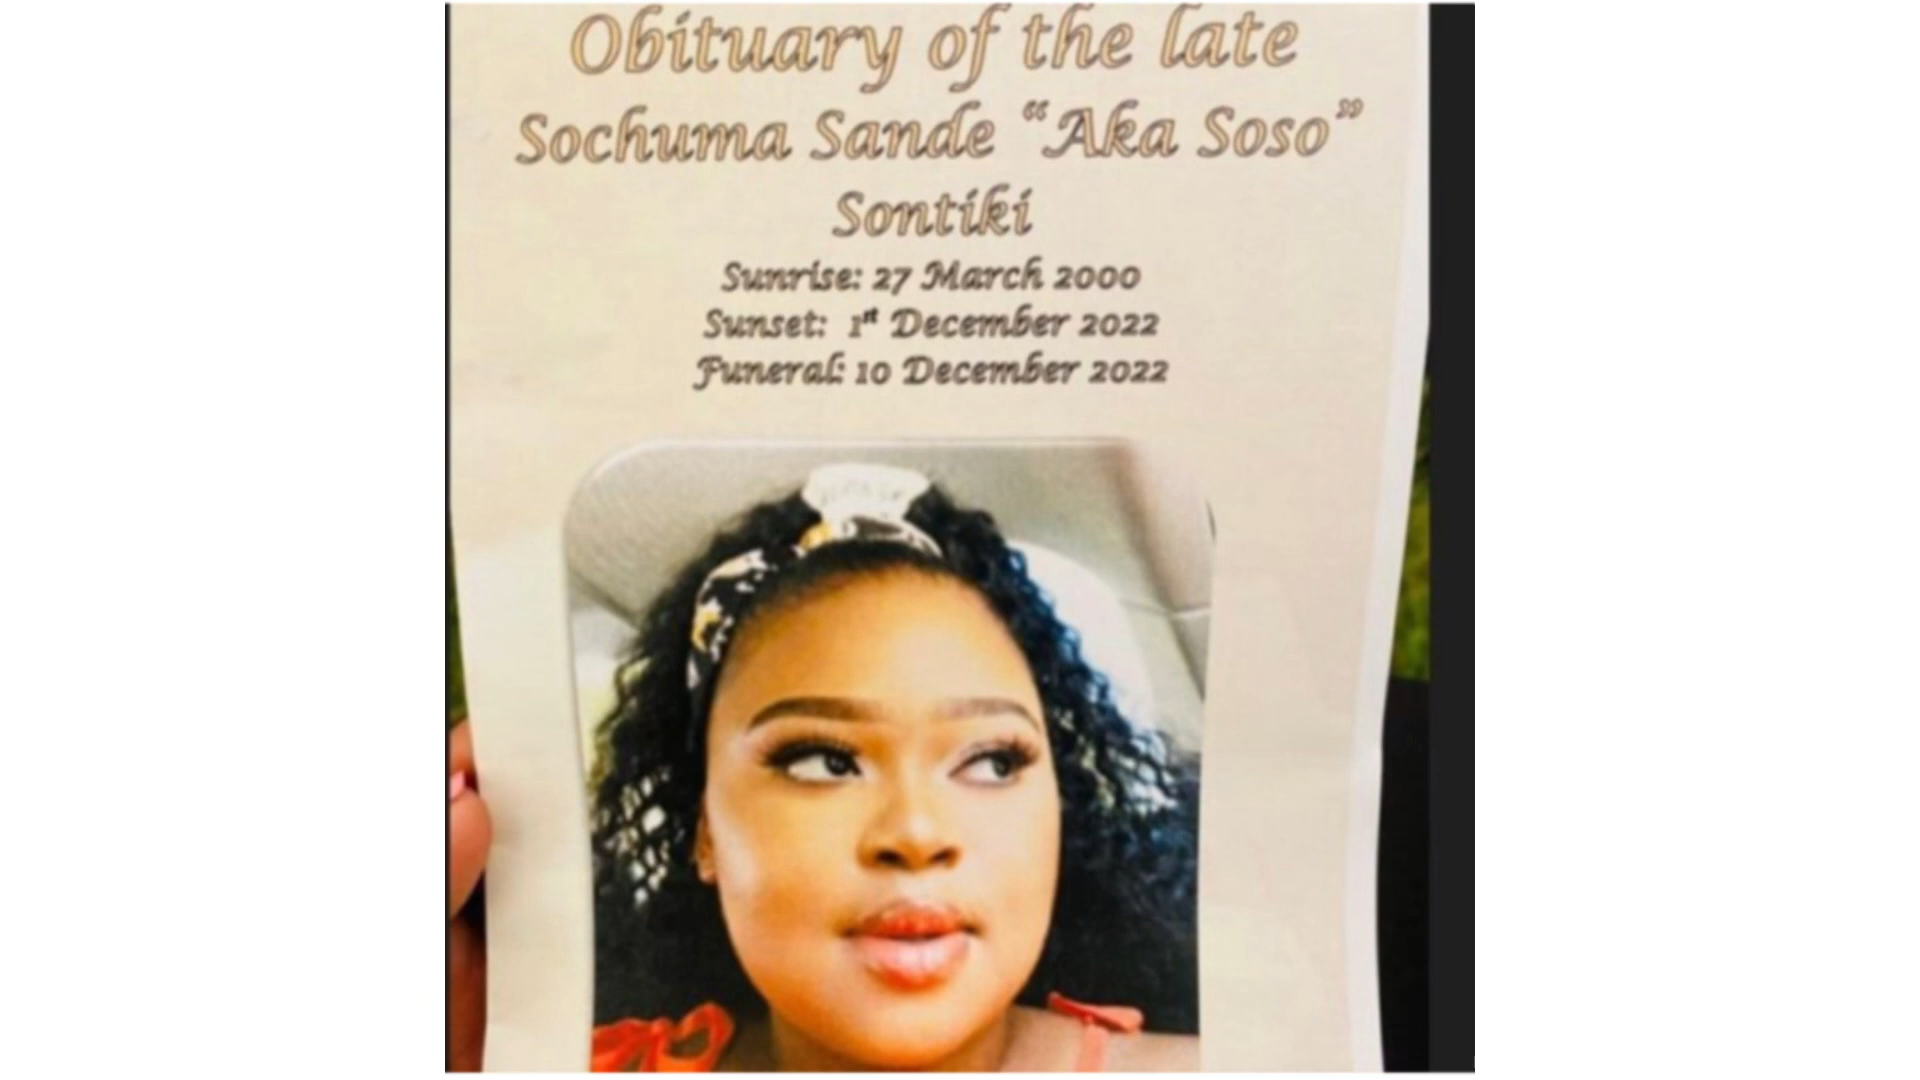 Obituary of the late
Sochuma Sande “Aka Soso”
Sontiki
Sunrise: 27 March 2000
Sunset: 1st December 2022
Funeral: 10 December 2022